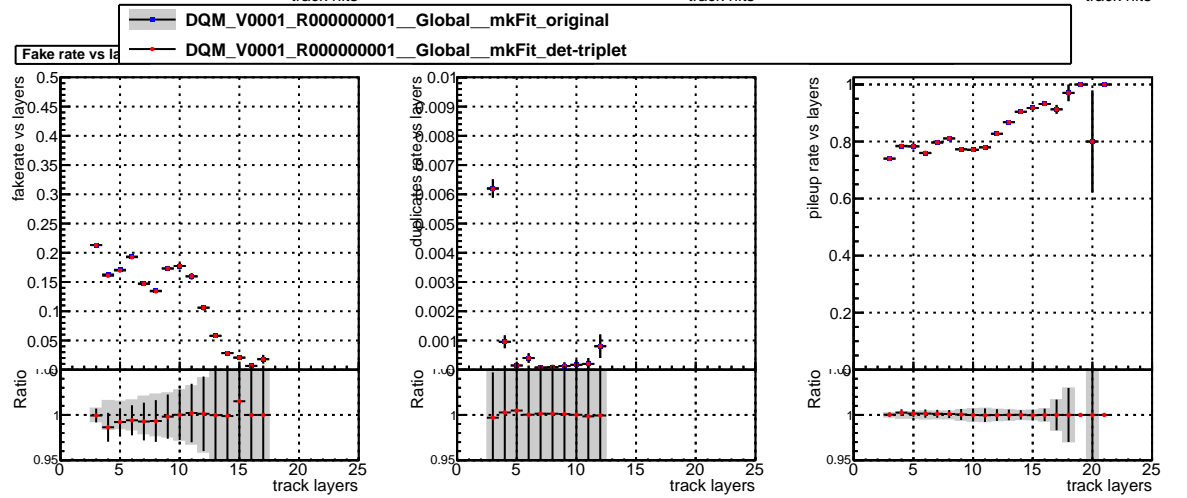 DQM_V0001_R000000001__Global__mkFit_original
DQM_V0001_R000000001__Global__mkFit_det-triplet
Fake rate vs la
fakerate vs layers
0.5
0.45
0.4
0.35
0.3
0.25
0.2
0.15
0.1
0.05
Ratio
1
0.95
0 5 10 15 20 25
track layers
duplicates rate vs layers
0.01
0.009
0.008
0.007
0.006
0.005
0.004
0.003
0.002
0.001
Ratio
1
0.95
0 5 10 15 20 25
track layers
pileup rate vs layers
1
0.8
0.6
0.4
0.2
Ratio
1
0.95
0 5 10 15 20 25
track layers